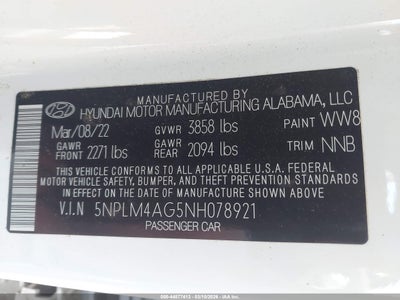 MANUFACTURED BY
HYUNDAI MOTOR MANUFACTURING ALABAMA, LLC
Mar/08/22 GVWR 3858 lbs PAINT WW8
GAWR FRONT 2271 lbs GAWR REAR 2094 lbs TRIM NNB
THIS VEHICLE CONFORMS TO ALL APPLICABLE U.S. FEDERAL
MOTOR VEHICLE SAFETY, BUMPER, AND THEFT PREVENTION STANDARDS
IN EFFECT ON THE DATE OF MANUFACTURE SHOWN ABOVE.
V.I.N 5NPLM4AG5NH078921
PASSENGER CAR